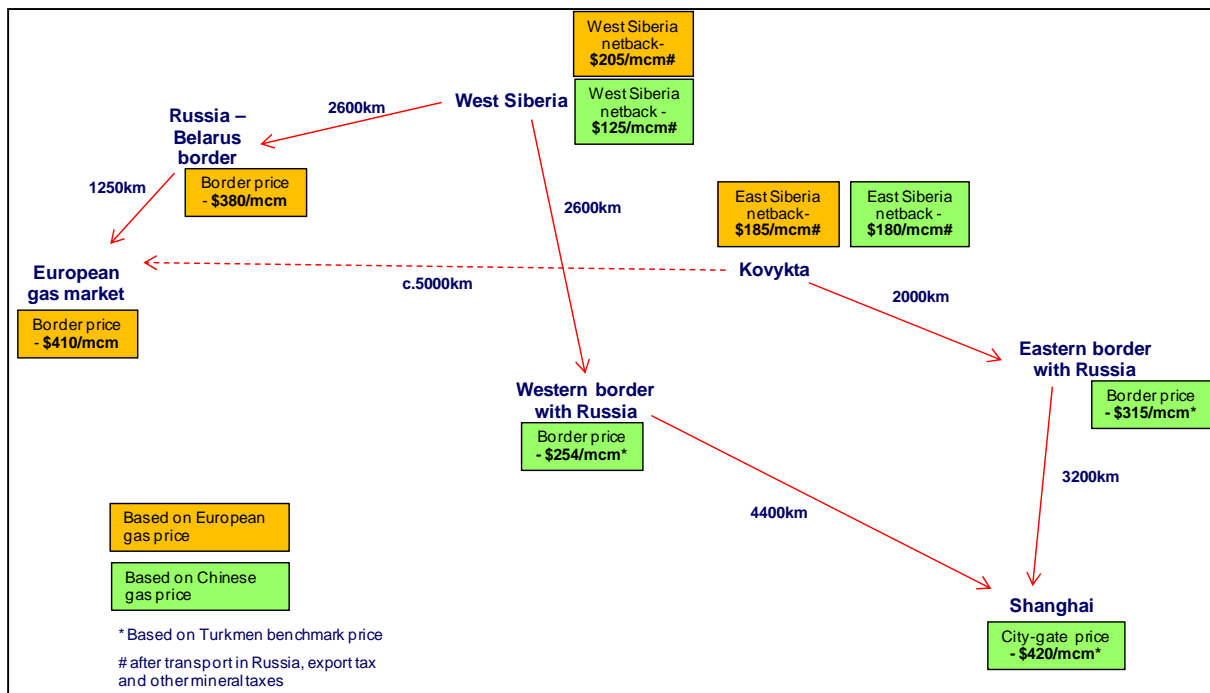 West Siberia
netback-
$205/mcm#
West Siberia
netback -
$125/mcm#
West Siberia
2600km
Russia –
Belarus
border
Border price
- $380/mcm
1250km
2600km
East Siberia
netback-
$185/mcm#
East Siberia
netback -
$180/mcm#
European
gas market
Border price
- $410/mcm
c.5000km
Kovykta
2000km
Eastern border
with Russia
Border price
- $315/mcm*
Western border
with Russia
Border price
- $254/mcm*
3200km
4400km
Based on European
gas price
Based on Chinese
gas price
Shanghai
City-gate price
- $420/mcm*
* Based on Turkmen benchmark price
# after transport in Russia, export tax
and other mineral taxes